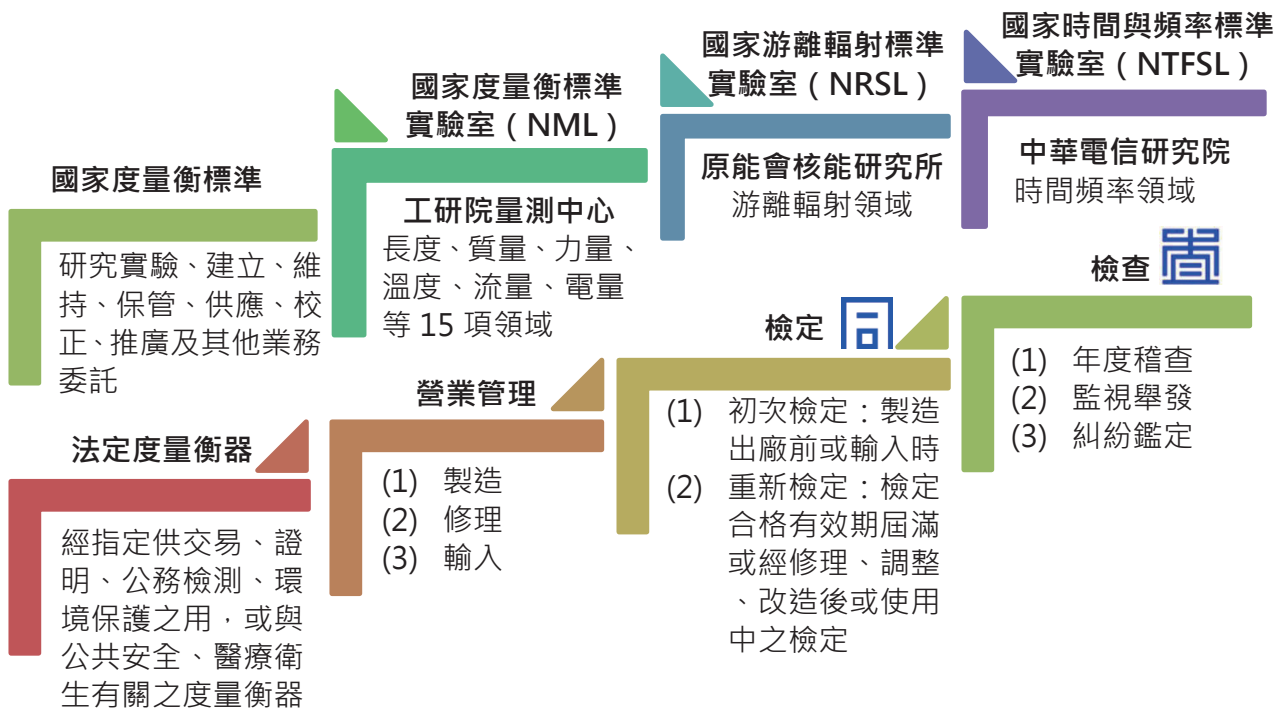 國家度量衡標準
研究實驗、建立、維
持、保管、供應、校
正、推廣及其他業務
委託
國家度量衡標準
實驗室（NML）
工研院量測中心
長度、質量、力量、
溫度、流量、電量
等 15 項領域
國家游離輻射標準
實驗室（NRSL）
原能會核能研究所
游離輻射領域
國家時間與頻率標準
實驗室（NTFSL）
中華電信研究院
時間頻率領域
法定度量衡器
經指定供交易、證
明、公務檢測、環
境保護之用，或與
公共安全、醫療衛
生有關之度量衡器
營業管理
(1) 製造
(2) 修理
(3) 輸入
檢定
(1) 初次檢定：製造
出廠前或輸入時
(2) 重新檢定：檢定
合格有效期屆滿
或經修理、調整
、改造後或使用
中之檢定
檢查
(1) 年度稽查
(2) 監視舉發
(3) 糾紛鑑定